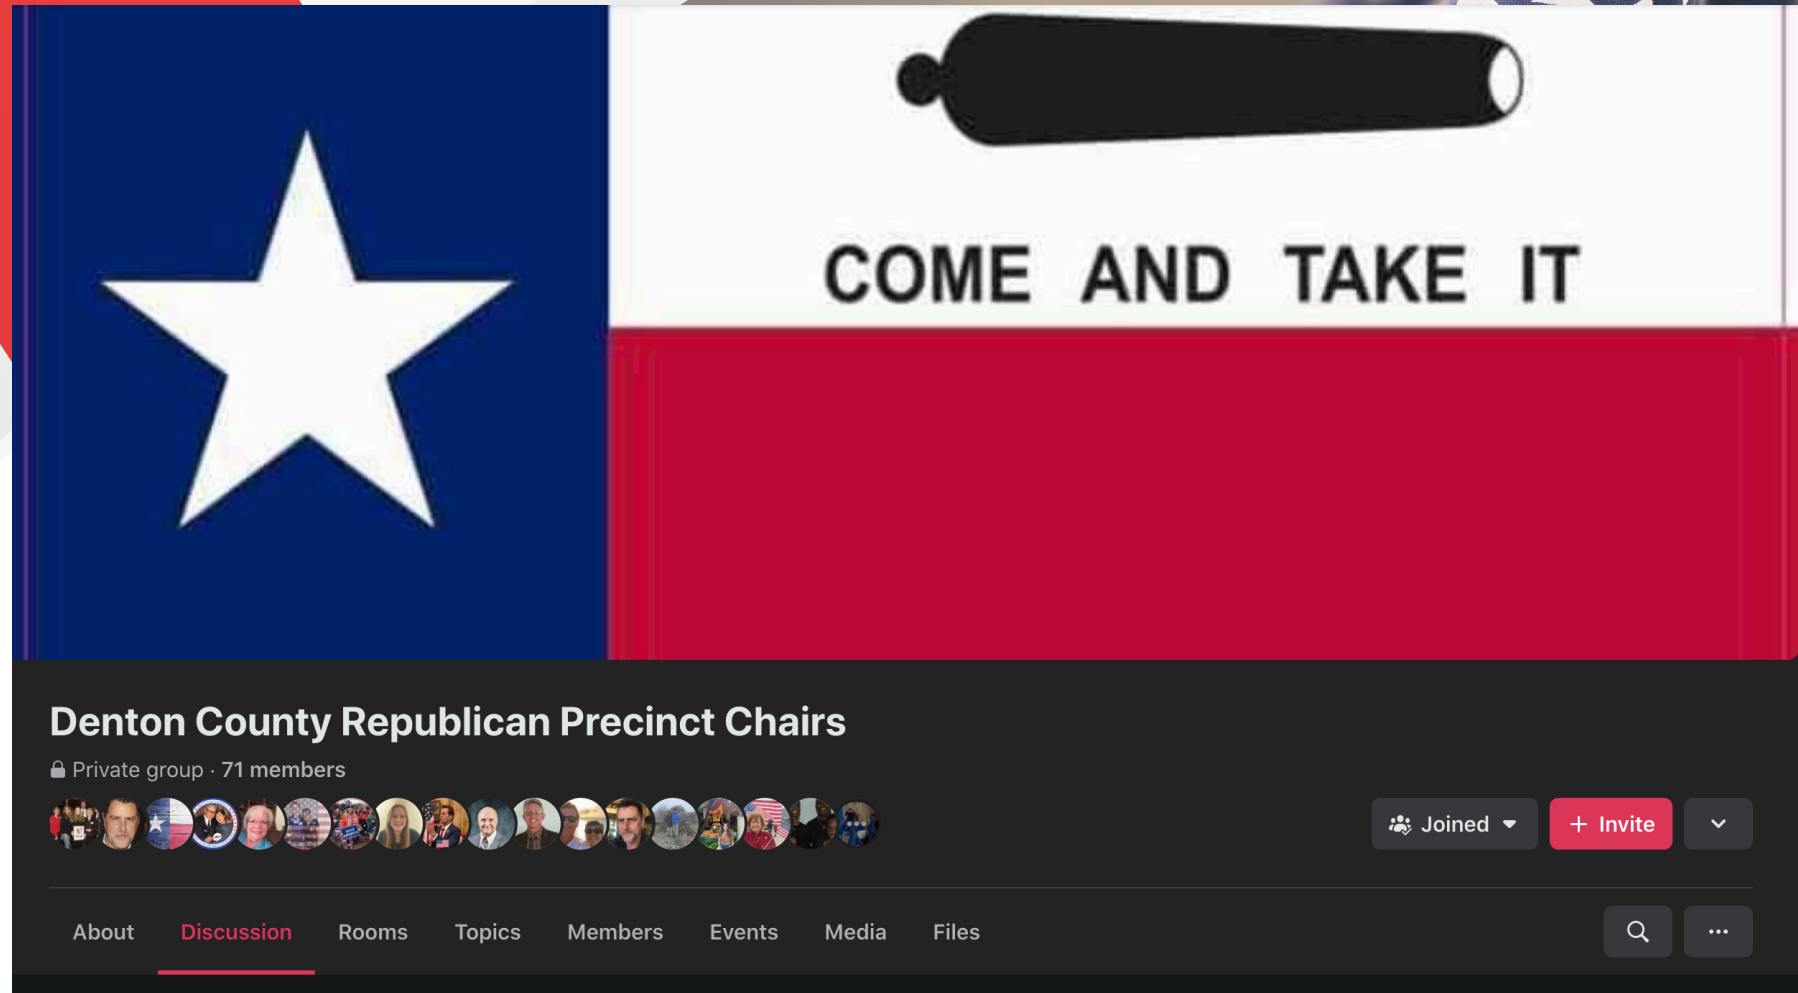 COME AND TAKE IT
Denton County Republican Precinct Chairs
Private group · 71 members
Joined
+ Invite
About Discussion Rooms Topics Members Events Media Files